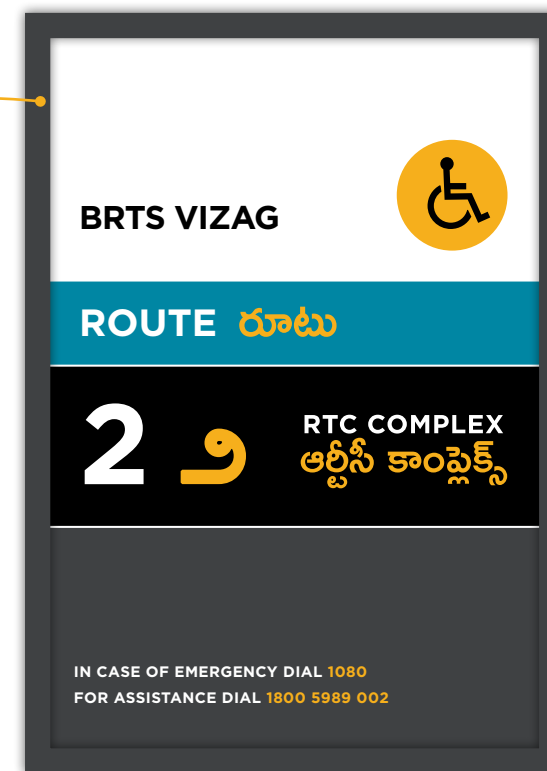 BRTS VIZAG
ROUTE రూటు
2 ౨ RTC COMPLEX
ఆర్టీసీ కాంప్లెక్స్
IN CASE OF EMERGENCY DIAL 1080
FOR ASSISTANCE DIAL 1800 5989 002